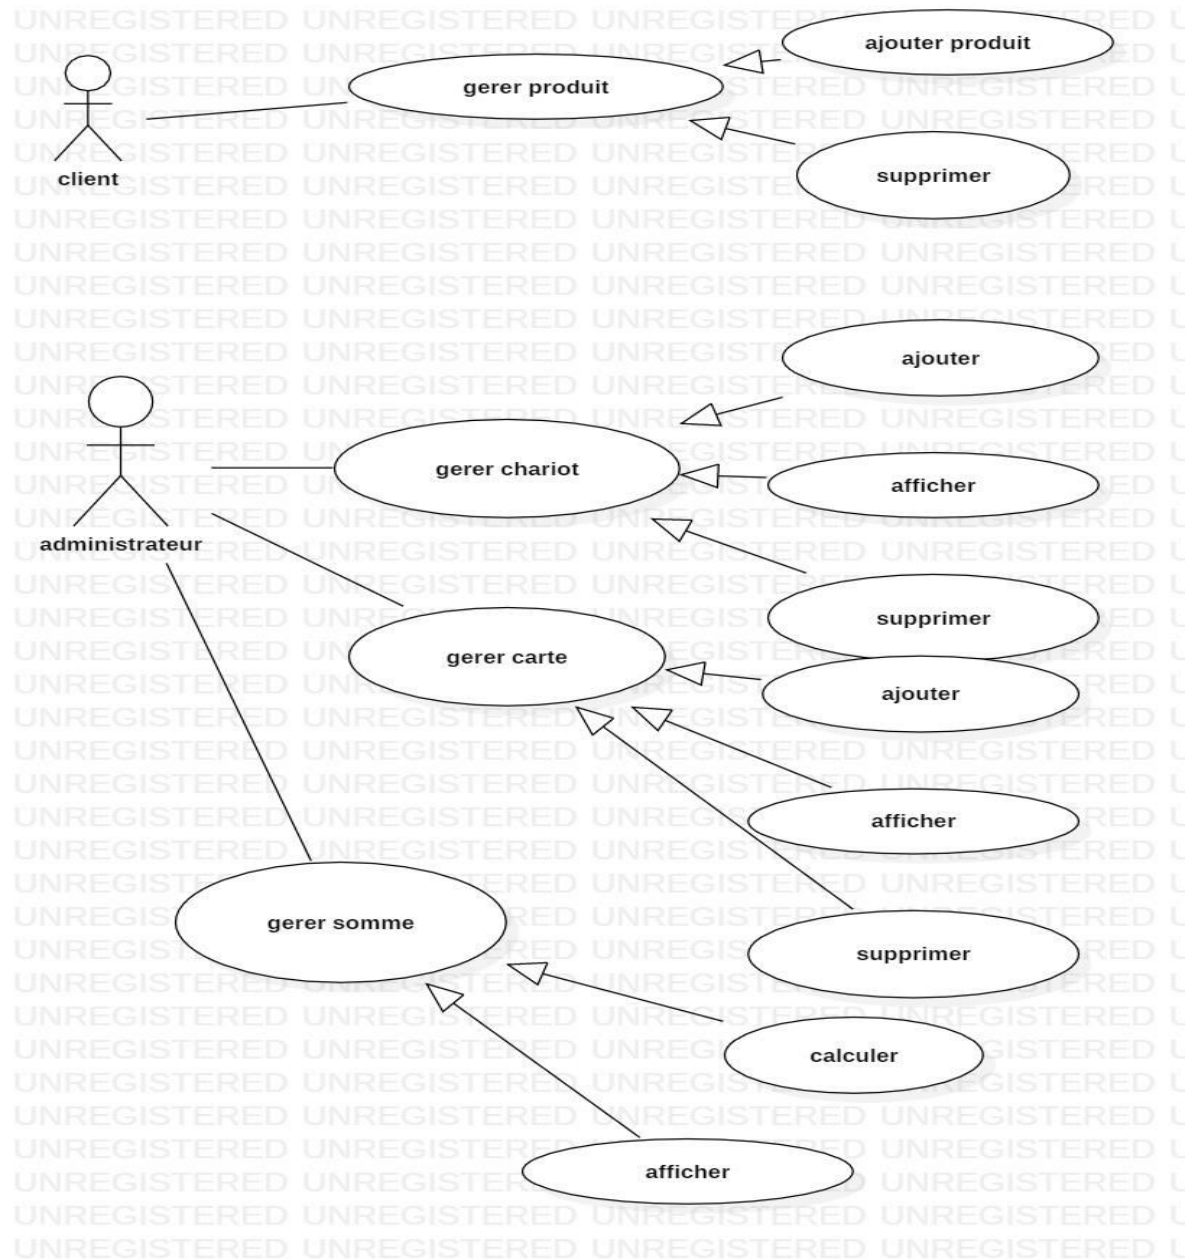 ajouter produit
gerer produit
supprimer
client
ajouter
gerer chariot
afficher
administrateur
supprimer
gerer carte
ajouter
afficher
gerer somme
supprimer
calculer
afficher
UNREGISTERED